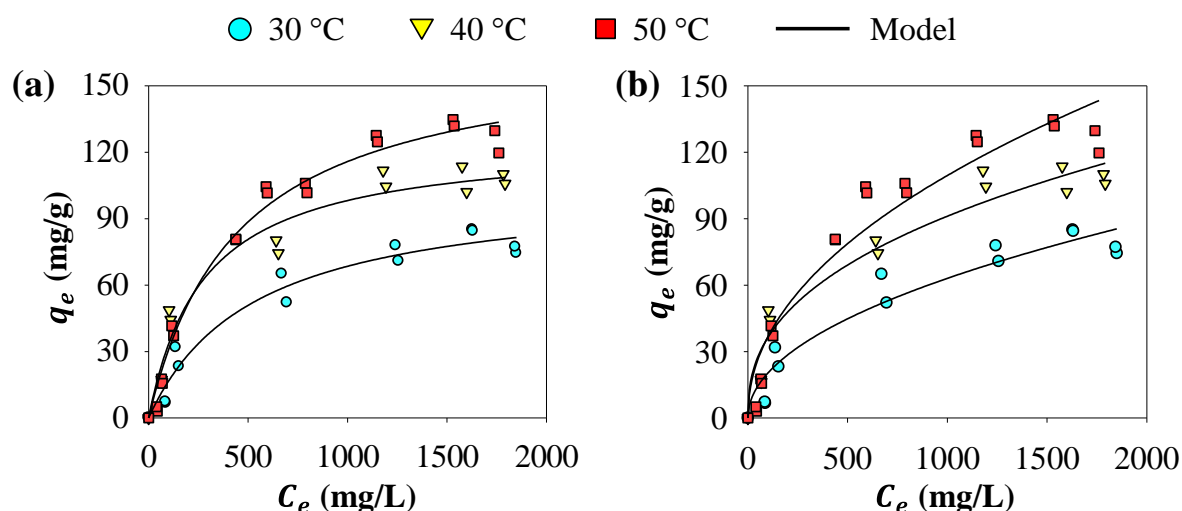 30 °C 40 °C 50 °C Model
(a) (b)
150 150
120 120
90 90
60 60
30 30
0 0
q_e (mg/g) q_e (mg/g)
0 500 1000 1500 2000 0 500 1000 1500 2000
C_e (mg/L) C_e (mg/L)